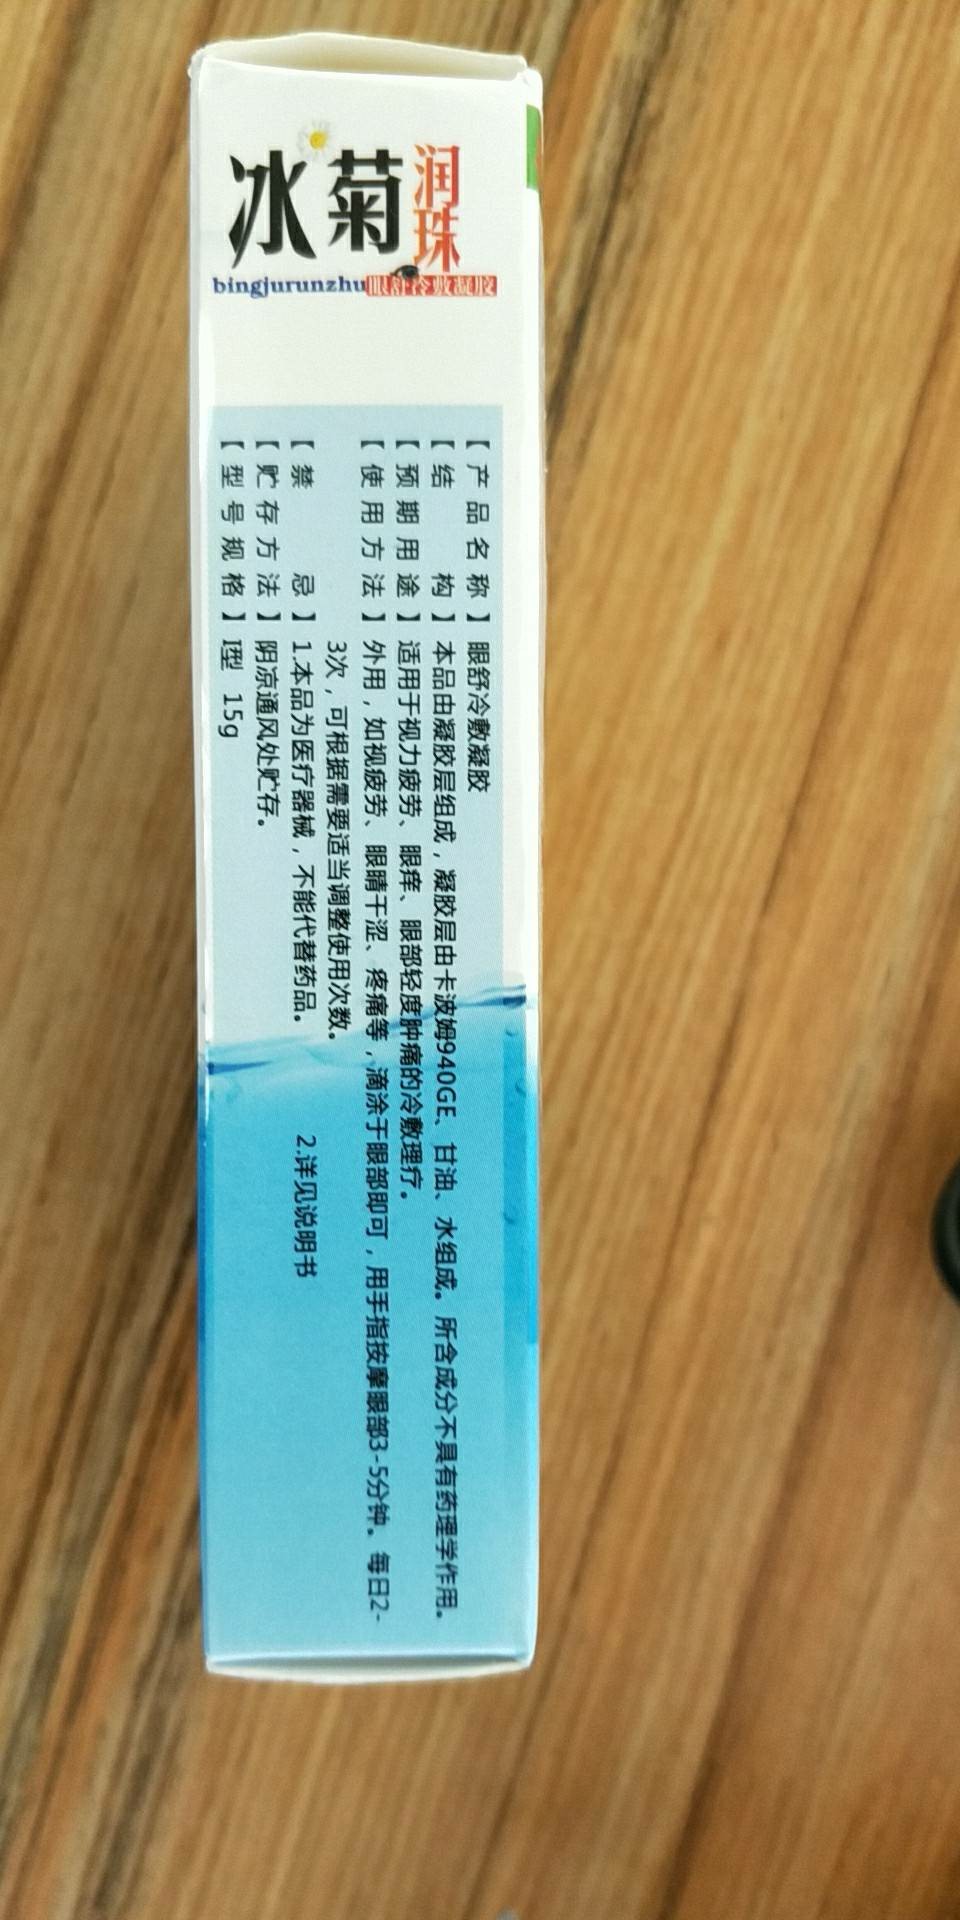 冰菊
润珠
bingjurunzhu
眼舒冷敷凝胶
【产品名称】眼舒冷敷凝胶
【结 构】本品由凝胶层组成，凝胶层由卡波姆940GE、甘油、水组成。所含成分不具有药理学作用。
【预期用途】适用于视力疲劳、眼痒、眼部轻度肿痛的冷敷理疗。
【使用方法】外用，如视疲劳、眼睛干涩、疼痛等，滴涂于眼部即可，用手指按摩眼部3-5分钟。每日2-
3次，可根据需要适当调整使用次数。
【禁 忌】1.本品为医疗器械，不能代替药品。 2.详见说明书
【贮存方法】阴凉通风处贮存。
【型号规格】I型 15g